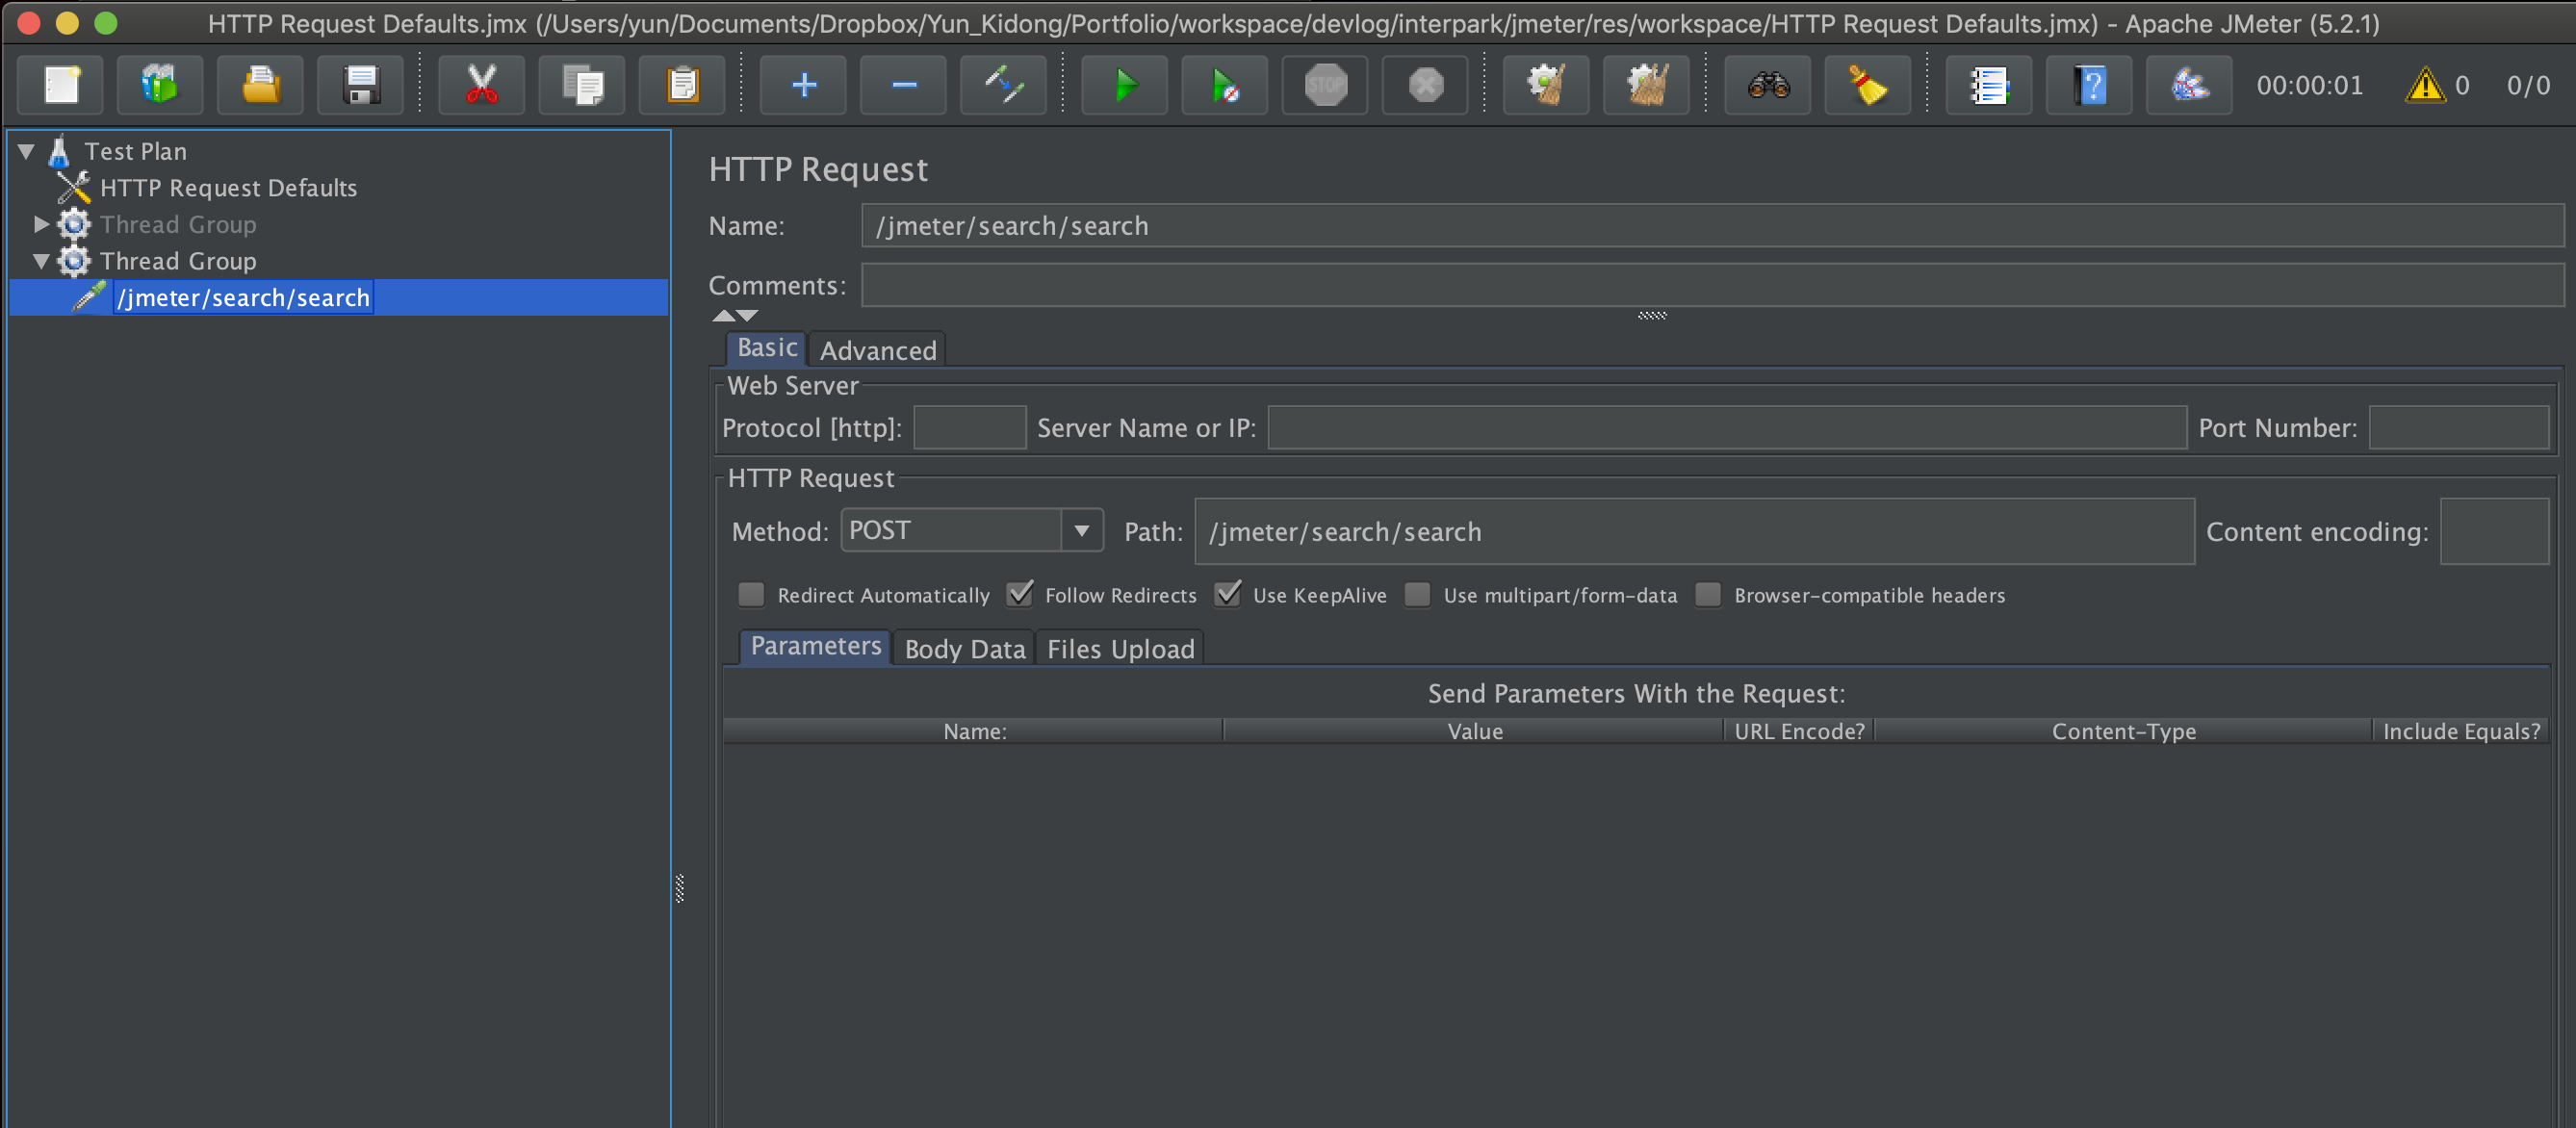 HTTP Request Defaults.jmx (/Users/yun/Documents/Dropbox/Yun_Kidong/Portfolio/workspace/devlog/interpark/jmeter/res/workspace/HTTP Request Defaults.jmx) - Apache JMeter (5.2.1)
STOP 00:00:01 0 0/0
Test Plan
HTTP Request Defaults
Thread Group
Thread Group
/jmeter/search/search
HTTP Request
Name: /jmeter/search/search
Comments:
Basic Advanced
Web Server
Protocol [http]: Server Name or IP: Port Number:
HTTP Request
Method: POST Path: /jmeter/search/search Content encoding:
Redirect Automatically Follow Redirects Use KeepAlive Use multipart/form-data Browser-compatible headers
Parameters Body Data Files Upload
Send Parameters With the Request:
Name: Value URL Encode? Content-Type Include Equals?